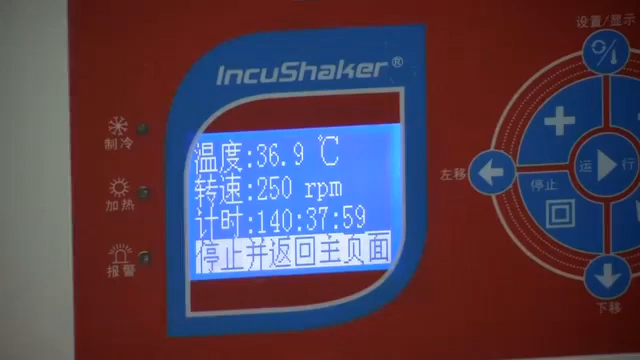 设置/显示
IncuShaker®
制冷
加热
报警
温度:36.9 ℃
转速:250 rpm
计时:140:37:59
停止并返回主页面
左移
运
行
停止
下移